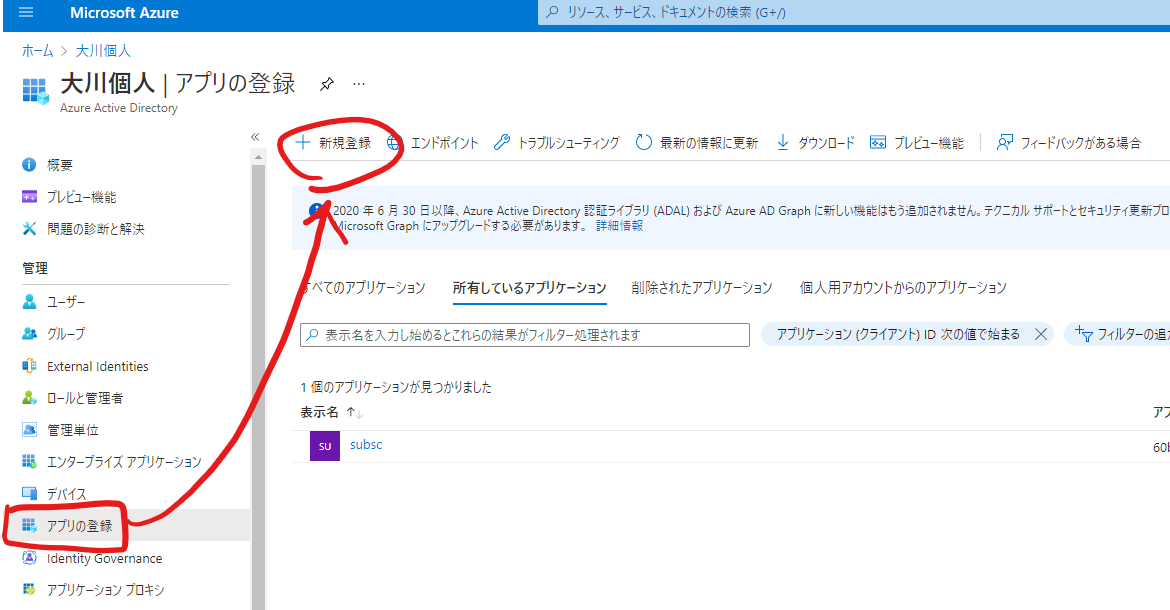 Microsoft Azure
リソース、サービス、ドキュメントの検索 (G+/)
ホーム > 大川個人
大川個人 | アプリの登録
Azure Active Directory
新規登録
エンドポイント
トラブルシューティング
最新の情報に更新
ダウンロード
プレビュー機能
フィードバックがある場合
概要
プレビュー機能
問題の診断と解決
管理
ユーザー
グループ
External Identities
ロールと管理者
管理単位
エンタープライズ アプリケーション
デバイス
アプリの登録
Identity Governance
アプリケーション プロキシ
2020 年 6 月 30 日以降、Azure Active Directory 認証ライブラリ (ADAL) および Azure AD Graph に新しい機能はもう追加されません。テクニカル サポートとセキュリティ更新プロ
Microsoft Graph にアップグレードする必要があります。 詳細情報
すべてのアプリケーション
所有しているアプリケーション
削除されたアプリケーション
個人用アカウントからのアプリケーション
表示名を入力し始めるとこれらの結果がフィルター処理されます
アプリケーション (クライアント) ID 次の値で始まる
フィルターの追
1 個のアプリケーションが見つかりました
表示名
アプ
SU
subsc
60b